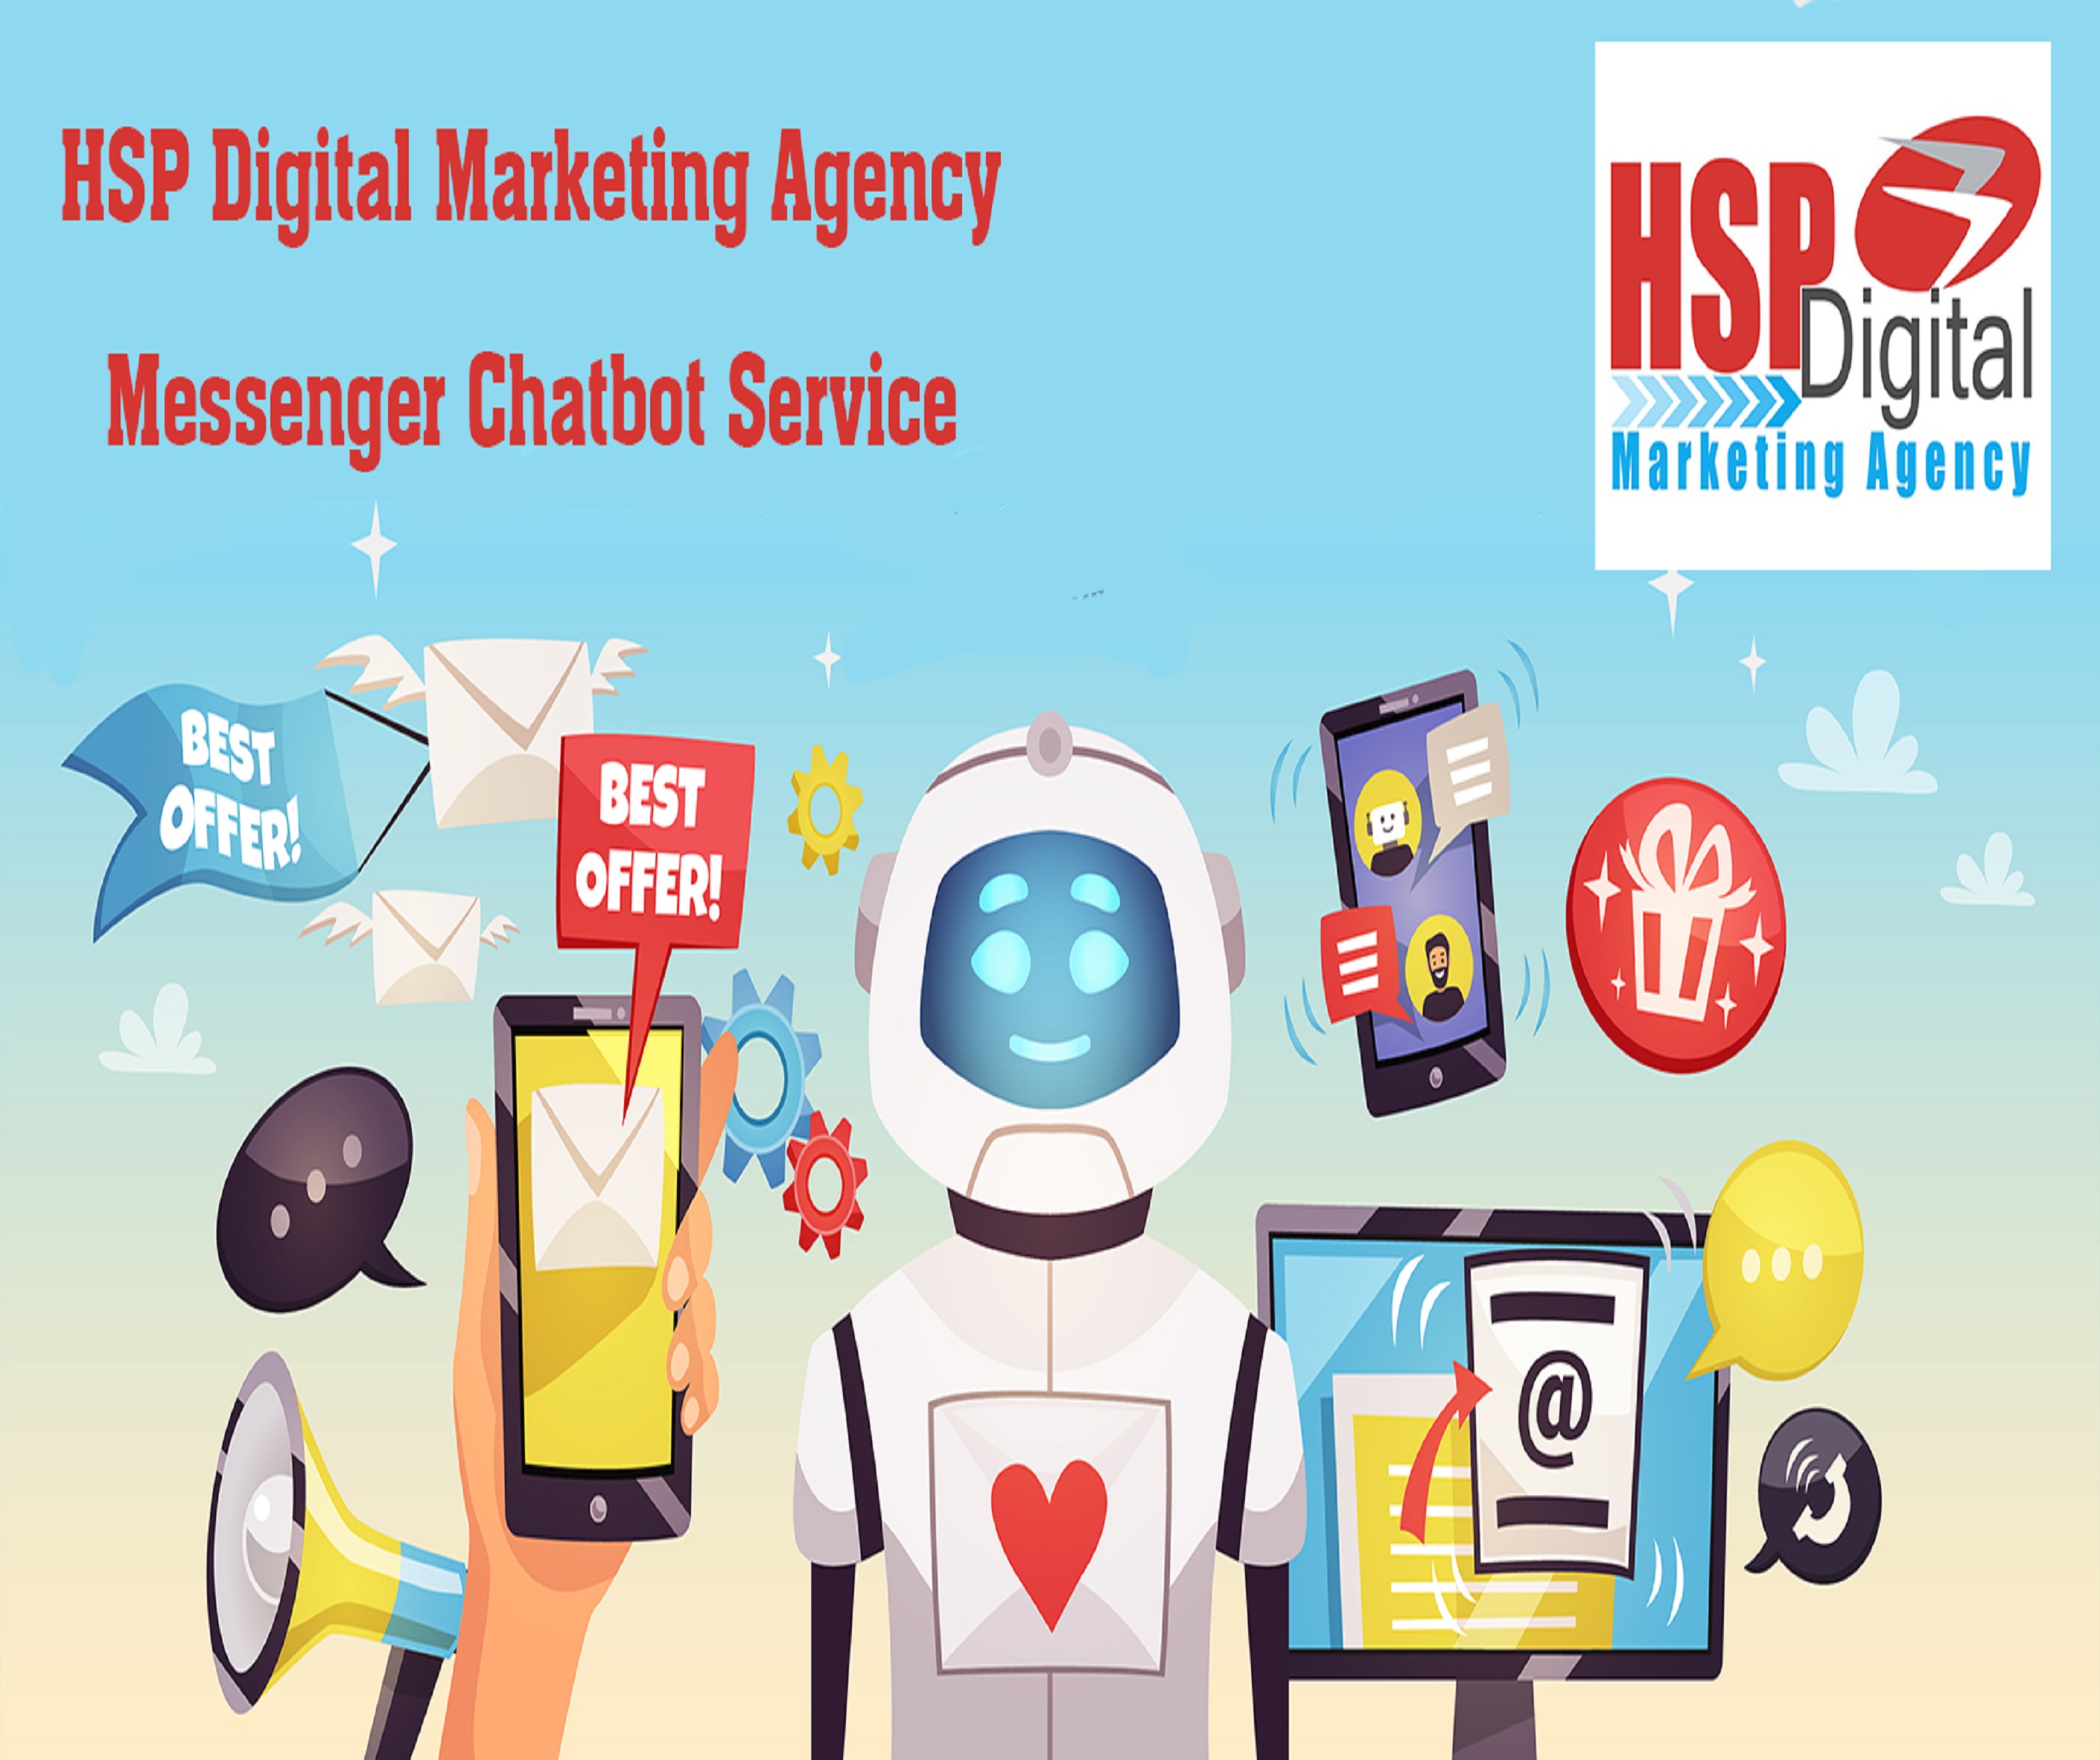 HSP Digital Marketing Agency
Messenger Chatbot Service
HSP
Digital
Marketing Agency
BEST
OFFER!
BEST
OFFER!
@